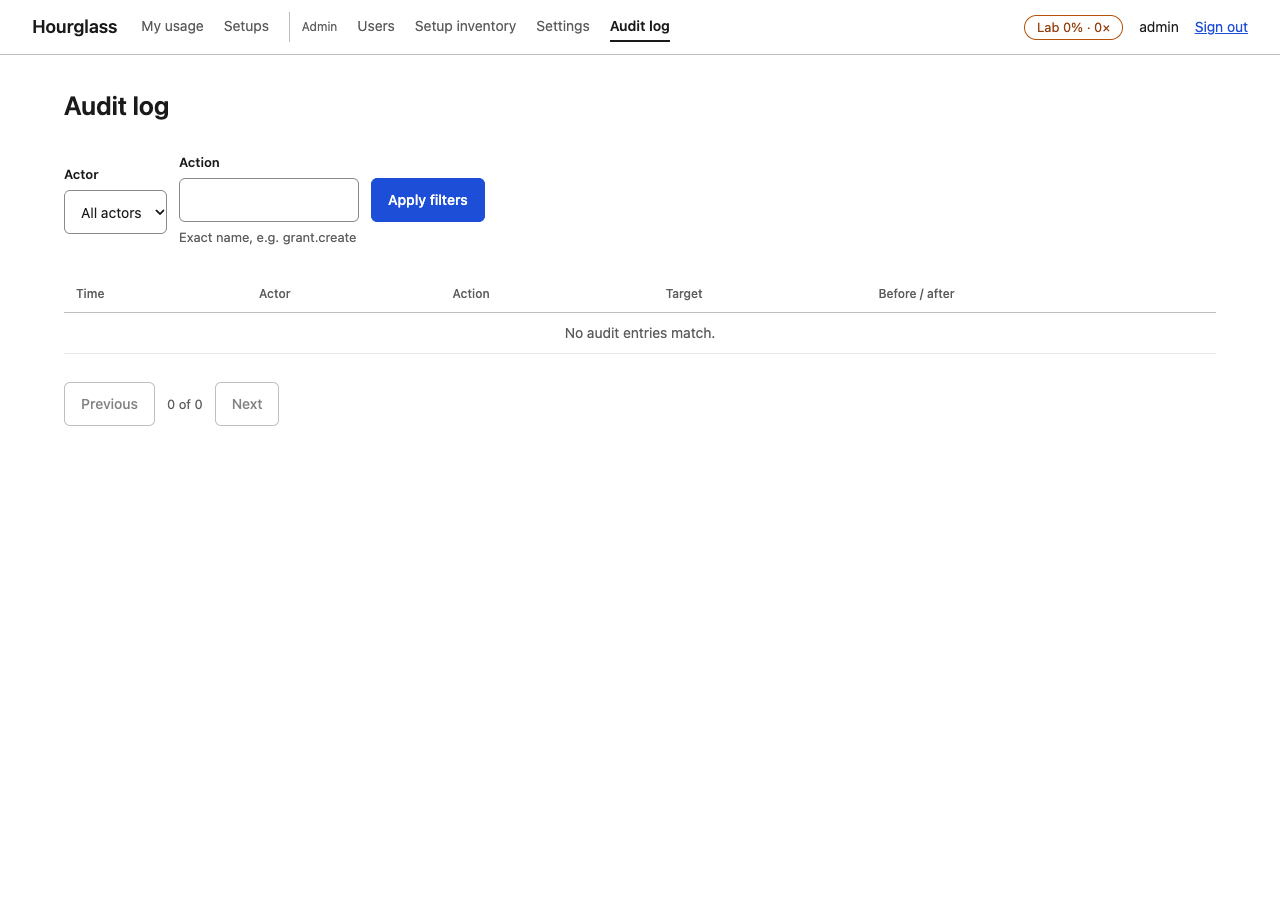 Hourglass My usage Setups Admin Users Setup inventory Settings Audit log Lab 0% · 0× admin Sign out
Audit log
Actor
Action
All actors
Apply filters
Exact name, e.g. grant.create
Time Actor Action Target Before / after
No audit entries match.
Previous 0 of 0 Next